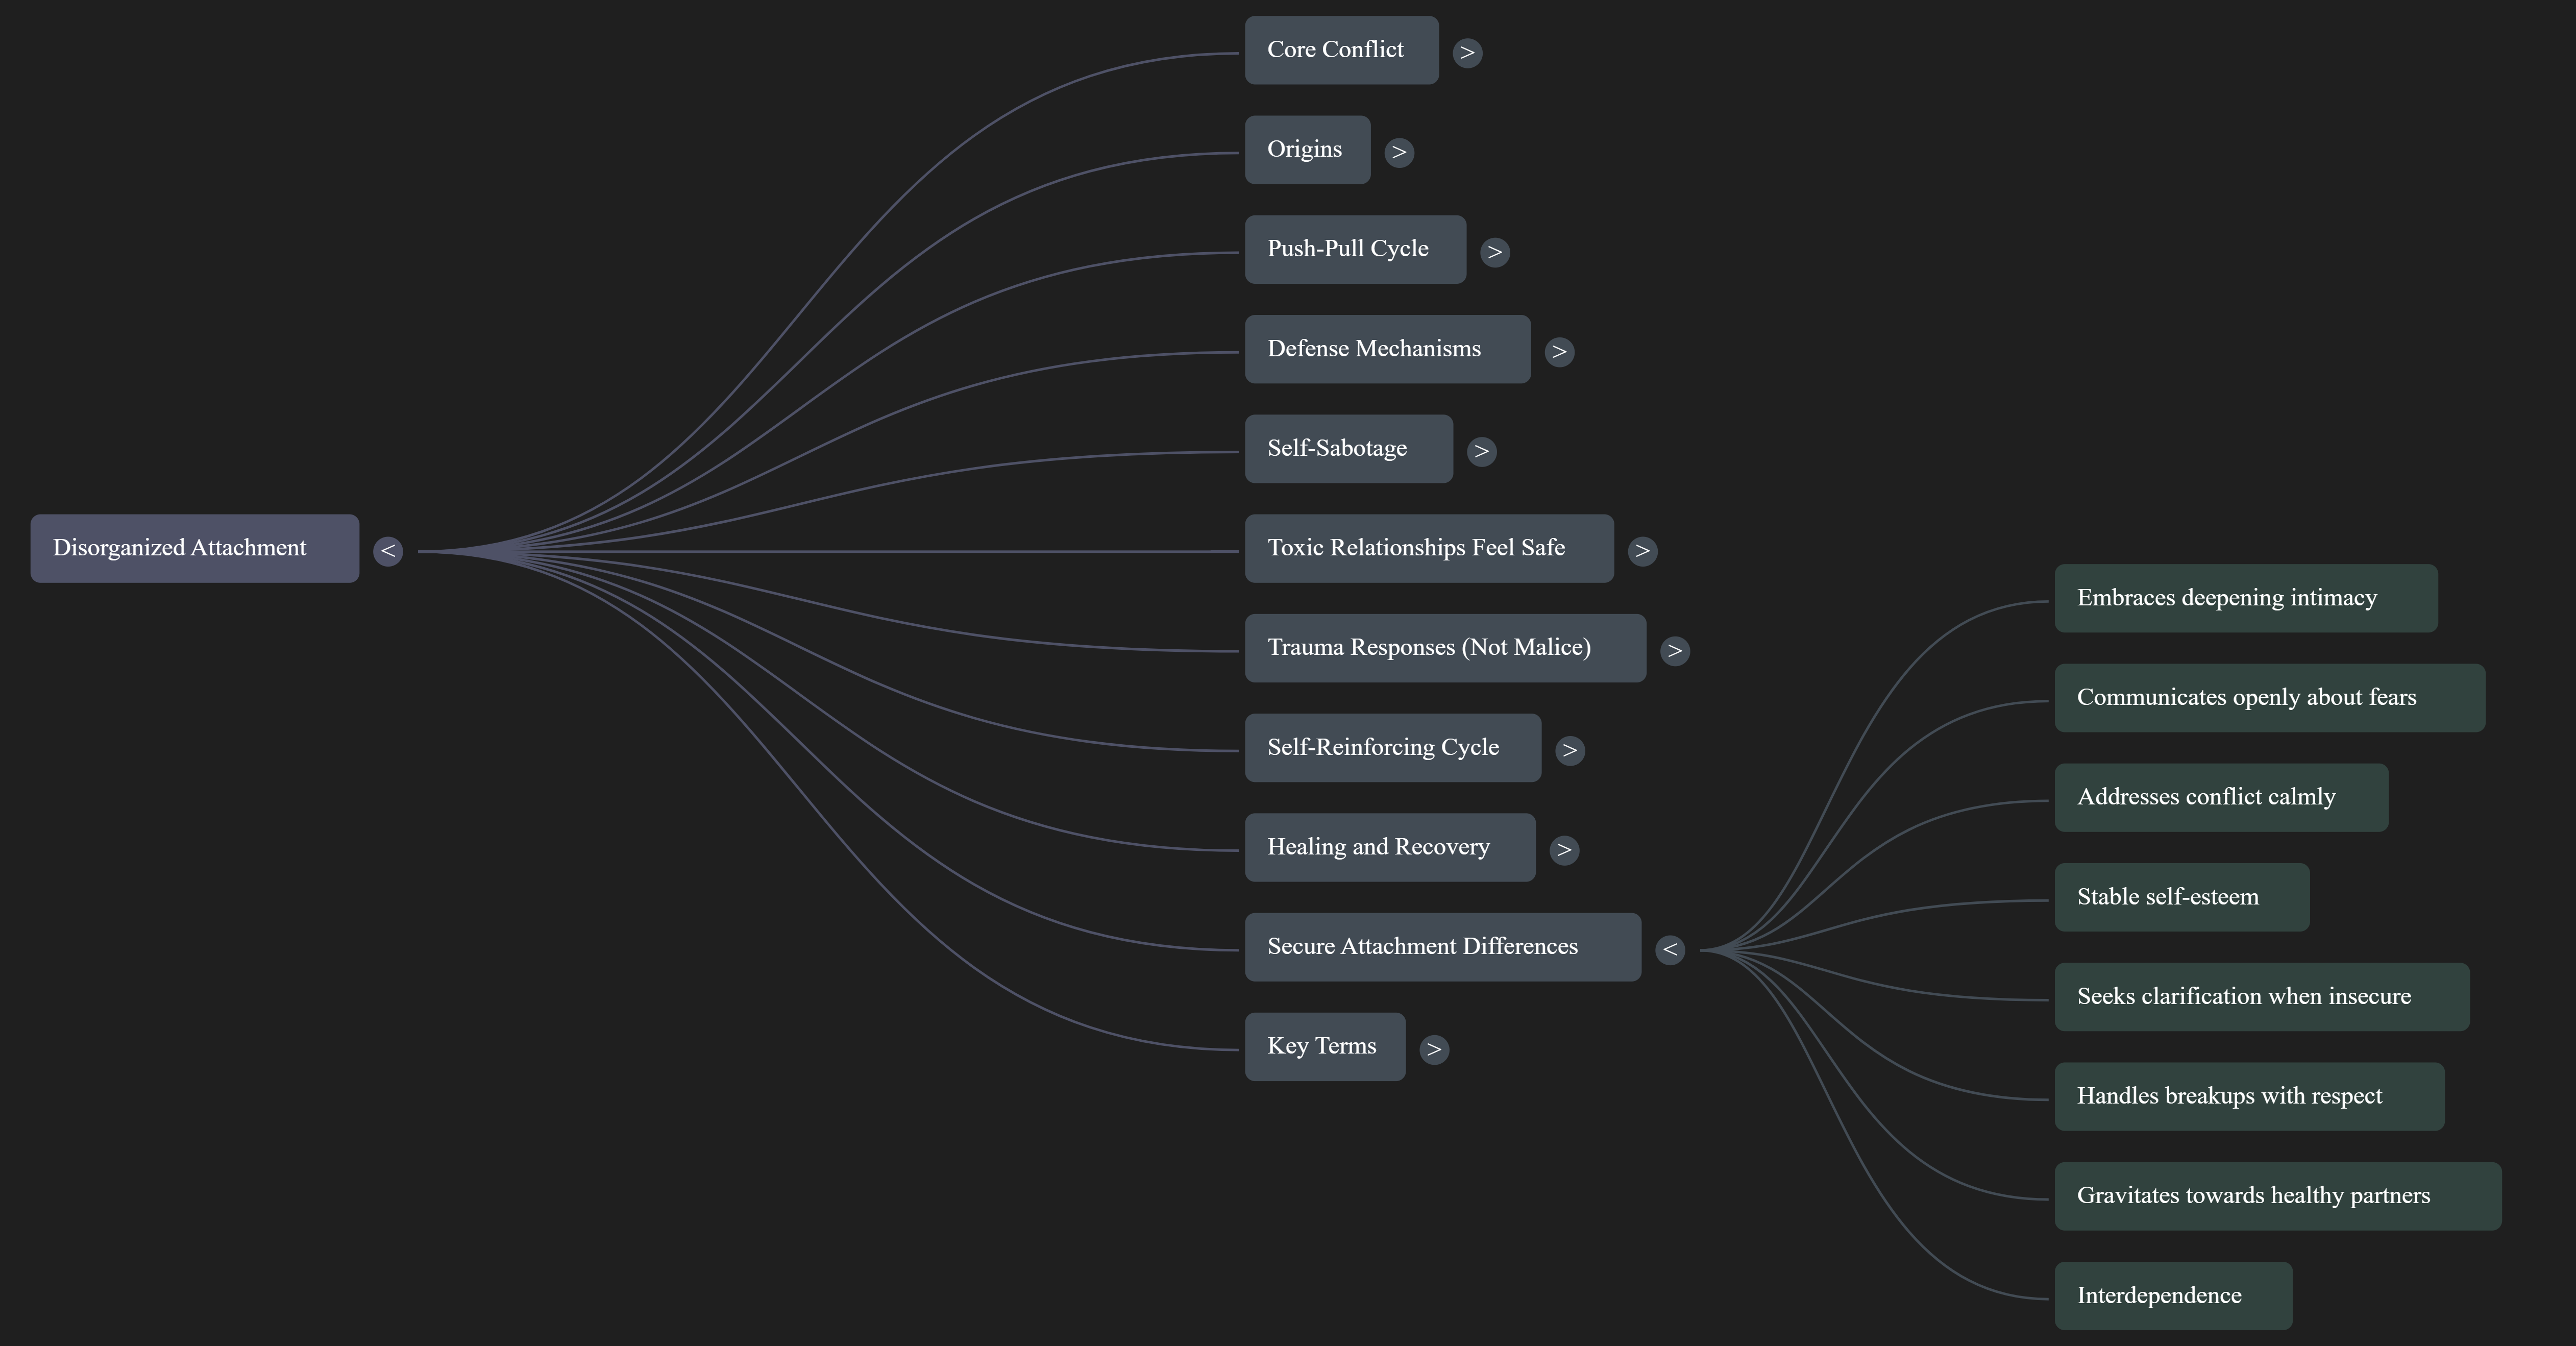 Disorganized Attachment
<
Core Conflict
>
Origins
>
Push-Pull Cycle
>
Defense Mechanisms
>
Self-Sabotage
>
Toxic Relationships Feel Safe
>
Trauma Responses (Not Malice)
>
Self-Reinforcing Cycle
>
Healing and Recovery
>
Secure Attachment Differences
<
Key Terms
>
Embraces deepening intimacy
Communicates openly about fears
Addresses conflict calmly
Stable self-esteem
Seeks clarification when insecure
Handles breakups with respect
Gravitates towards healthy partners
Interdependence